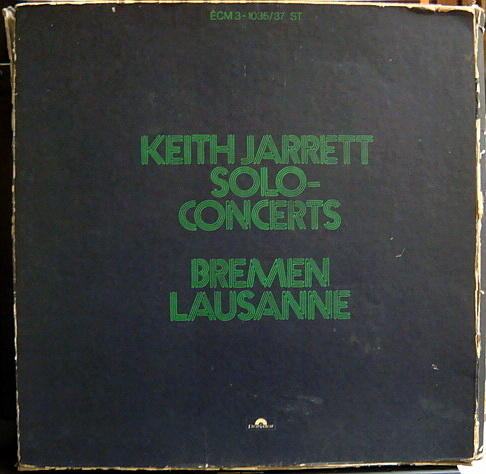 ECM 3-1035/37 ST
KEITH JARRETT
SOLO-
CONCERTS
BREMEN
LAUSANNE